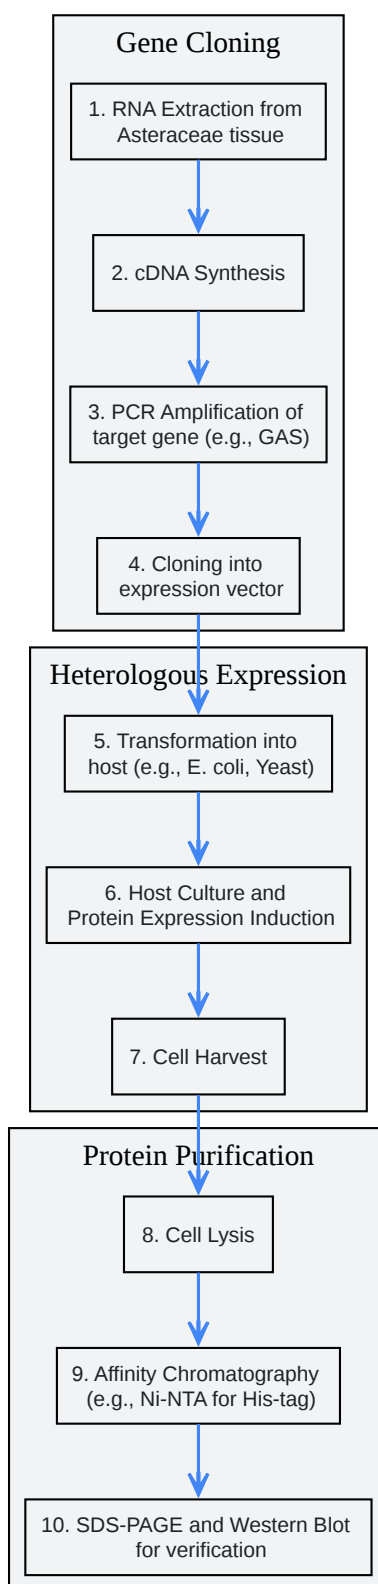 Gene Cloning
1. RNA Extraction from
Asteraceae tissue
2. cDNA Synthesis
3. PCR Amplification of
target gene (e.g., GAS)
4. Cloning into
expression vector
Heterologous Expression
5. Transformation into
host (e.g., E. coli, Yeast)
6. Host Culture and
Protein Expression Induction
7. Cell Harvest
Protein Purification
8. Cell Lysis
9. Affinity Chromatography
(e.g., Ni-NTA for His-tag)
10. SDS-PAGE and Western Blot
for verification